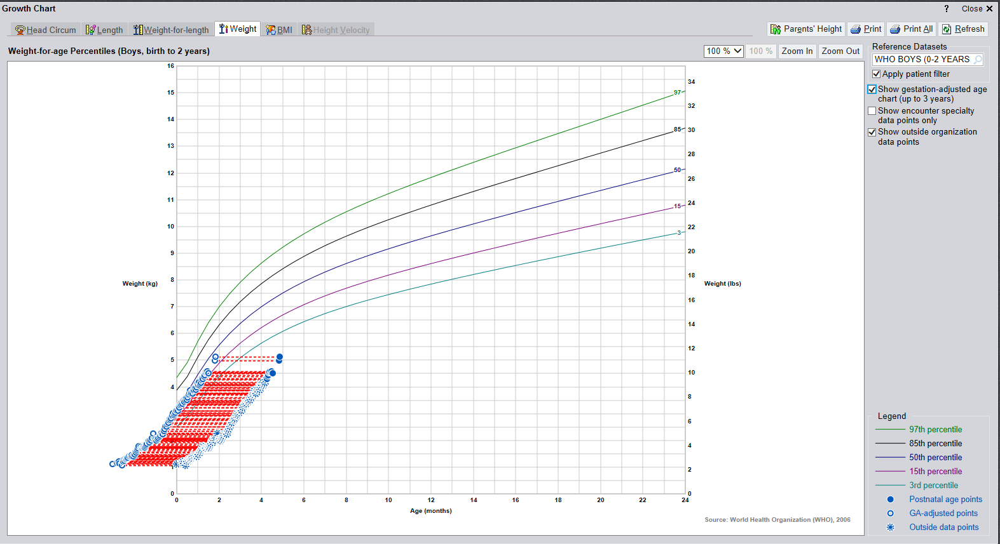 Growth Chart
? Close ✕
Head Circum Length Weight-for-length Weight BMI Height Velocity
Parents' Height Print Print All Refresh
Weight-for-age Percentiles (Boys, birth to 2 years)
100 % 100 % Zoom In Zoom Out
Reference Datasets
WHO BOYS (0-2 YEARS
Apply patient filter
Show gestation-adjusted age
chart (up to 3 years)
Show encounter specialty
data points only
Show outside organization
data points
16
15
14
13
12
11
10
9
8
7
6
5
4
0
Weight (kg)
97
85
50
15
3
34
32
30
28
26
24
22
20
18
16
14
12
10
8
6
4
2
0
Weight (lbs)
0 2 4 6 8 10 12 14 16 18 20 22 24
Age (months)
Source: World Health Organization (WHO), 2006
Legend
97th percentile
85th percentile
50th percentile
15th percentile
3rd percentile
Postnatal age points
GA-adjusted points
Outside data points